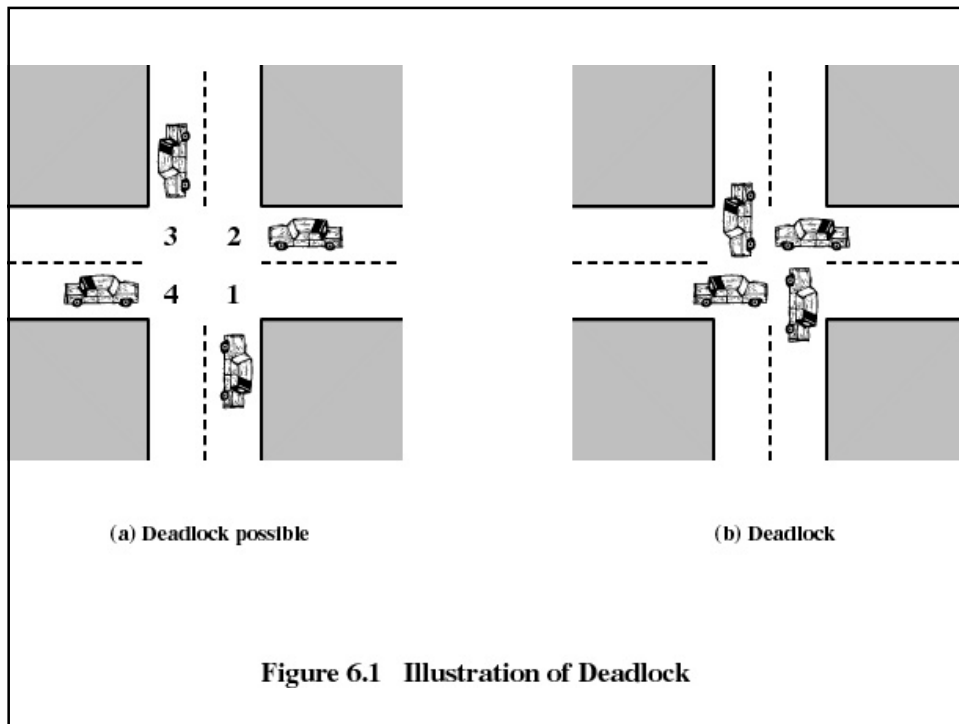 3 2
4 1
(a) Deadlock possible
(b) Deadlock
Figure 6.1 Illustration of Deadlock